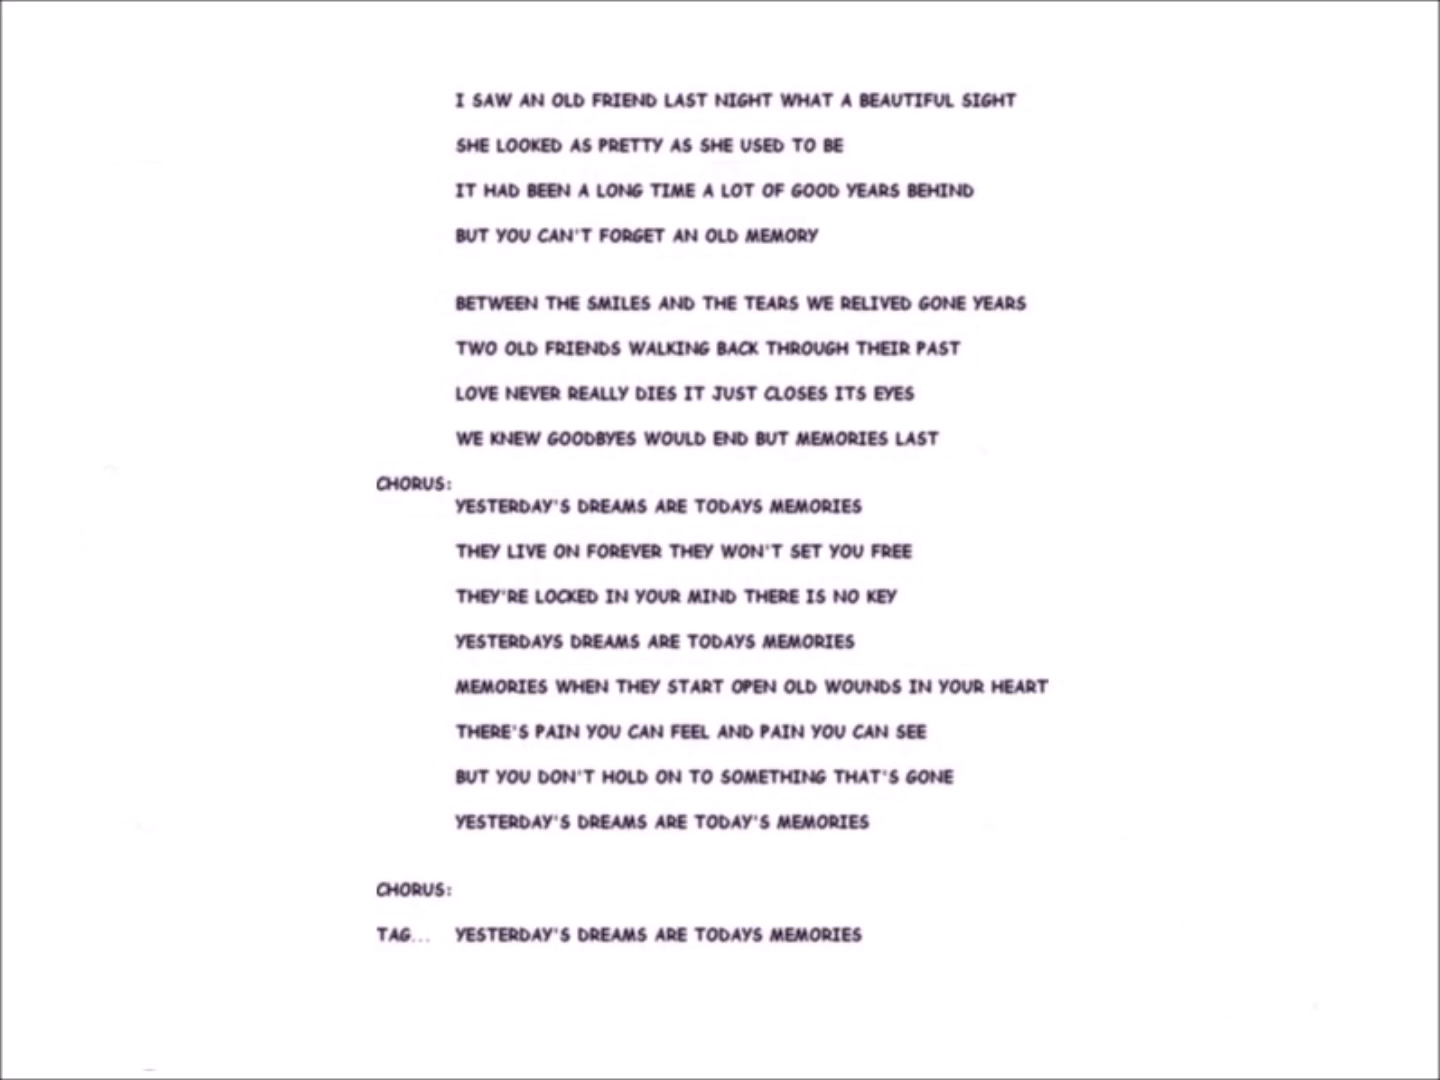 I SAW AN OLD FRIEND LAST NIGHT WHAT A BEAUTIFUL SIGHT
SHE LOOKED AS PRETTY AS SHE USED TO BE
IT HAD BEEN A LONG TIME A LOT OF GOOD YEARS BEHIND
BUT YOU CAN'T FORGET AN OLD MEMORY
BETWEEN THE SMILES AND THE TEARS WE RELIVED GONE YEARS
TWO OLD FRIENDS WALKING BACK THROUGH THEIR PAST
LOVE NEVER REALLY DIES IT JUST CLOSES ITS EYES
WE KNEW GOODBYES WOULD END BUT MEMORIES LAST
CHORUS:
YESTERDAY'S DREAMS ARE TODAYS MEMORIES
THEY LIVE ON FOREVER THEY WON'T SET YOU FREE
THEY'RE LOCKED IN YOUR MIND THERE IS NO KEY
YESTERDAYS DREAMS ARE TODAYS MEMORIES
MEMORIES WHEN THEY START OPEN OLD WOUNDS IN YOUR HEART
THERE'S PAIN YOU CAN FEEL AND PAIN YOU CAN SEE
BUT YOU DON'T HOLD ON TO SOMETHING THAT'S GONE
YESTERDAY'S DREAMS ARE TODAY'S MEMORIES
CHORUS:
TAG... YESTERDAY'S DREAMS ARE TODAYS MEMORIES